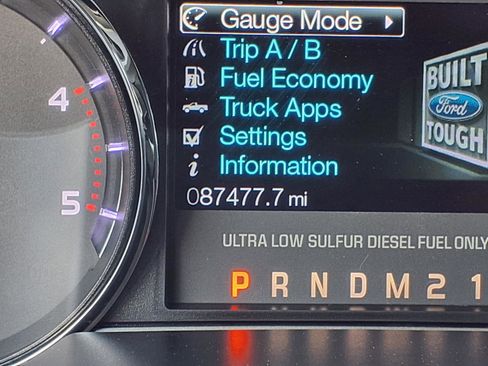 Gauge Mode
Trip A / B
Fuel Economy
Truck Apps
Settings
Information
087477.7 mi
BUILT
Ford
TOUGH
4
5
ULTRA LOW SULFUR DIESEL FUEL ONLY
P R N D M 2 1